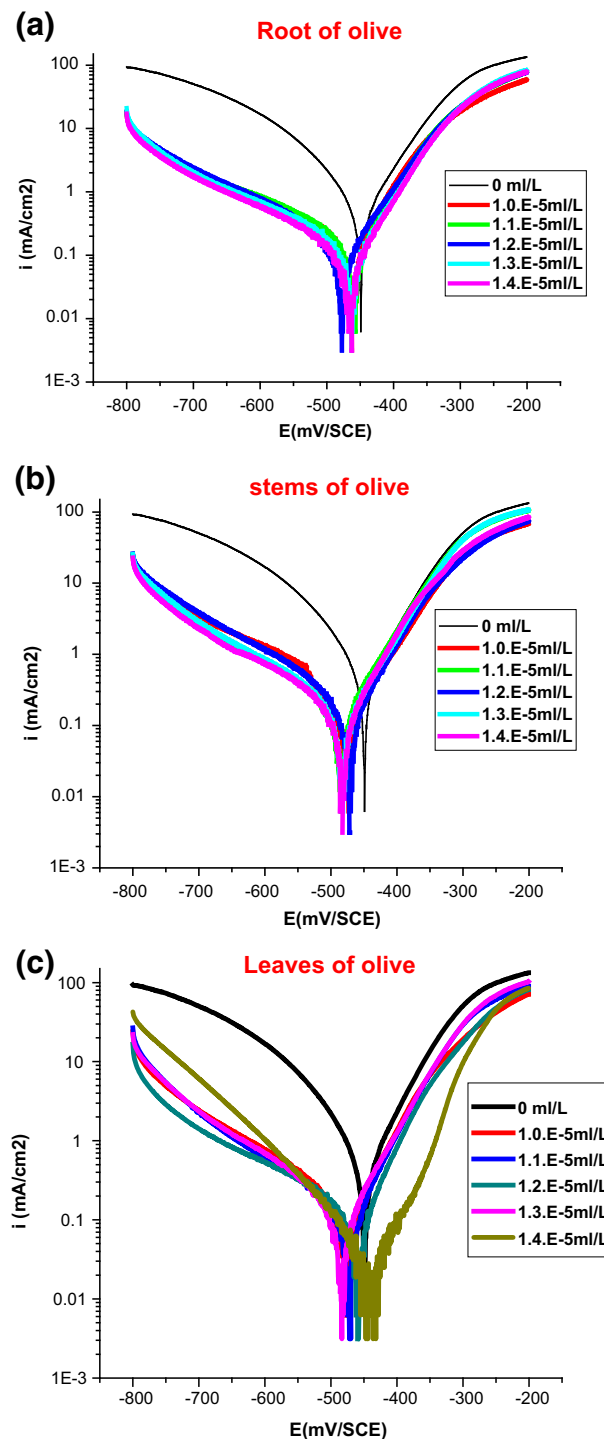 (a)
Root of olive
100
10
1
0.1
0.01
1E-3
i (mA/cm2)
0 ml/L
1.0.E-5ml/L
1.1.E-5ml/L
1.2.E-5ml/L
1.3.E-5ml/L
1.4.E-5ml/L
-800 -700 -600 -500 -400 -300 -200
E(mV/SCE)
(b)
stems of olive
100
10
1
0.1
0.01
1E-3
i (mA/cm2)
0 ml/L
1.0.E-5ml/L
1.1.E-5ml/L
1.2.E-5ml/L
1.3.E-5ml/L
1.4.E-5ml/L
-800 -700 -600 -500 -400 -300 -200
E(mV/SCE)
(c)
Leaves of olive
100
10
1
0.1
0.01
1E-3
i (mA/cm2)
0 ml/L
1.0.E-5ml/L
1.1.E-5ml/L
1.2.E-5ml/L
1.3.E-5ml/L
1.4.E-5ml/L
-800 -700 -600 -500 -400 -300 -200
E(mV/SCE)